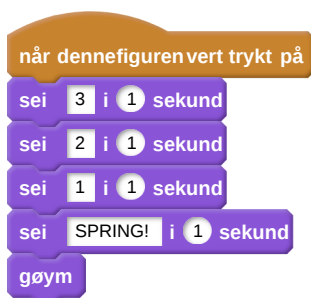 når dennefiguren vert trykt på
sei 3 i 1 sekund
sei 2 i 1 sekund
sei 1 i 1 sekund
sei SPRING! i 1 sekund
gøym